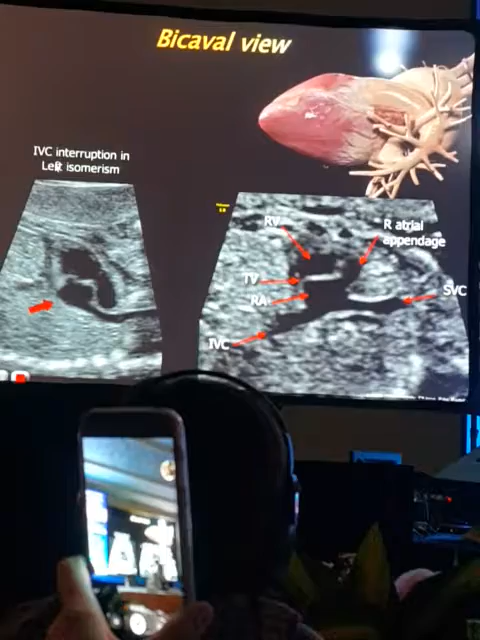 Bicaval view
IVC interruption in
Left isomerism
RV
R atrial
appendage
TV
RA
SVC
IVC